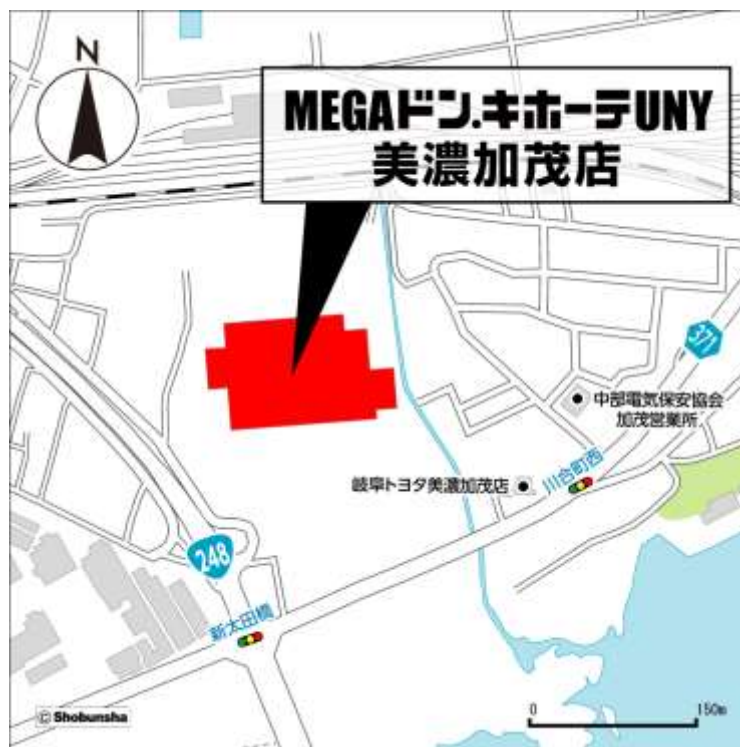 N
MEGAドン.キホーテUNY
美濃加茂店
371
中部電気保安協会
加茂営業所
川合町西
岐阜トヨタ美濃加茂店
248
新太田橋
© Shobunsha
0 150m